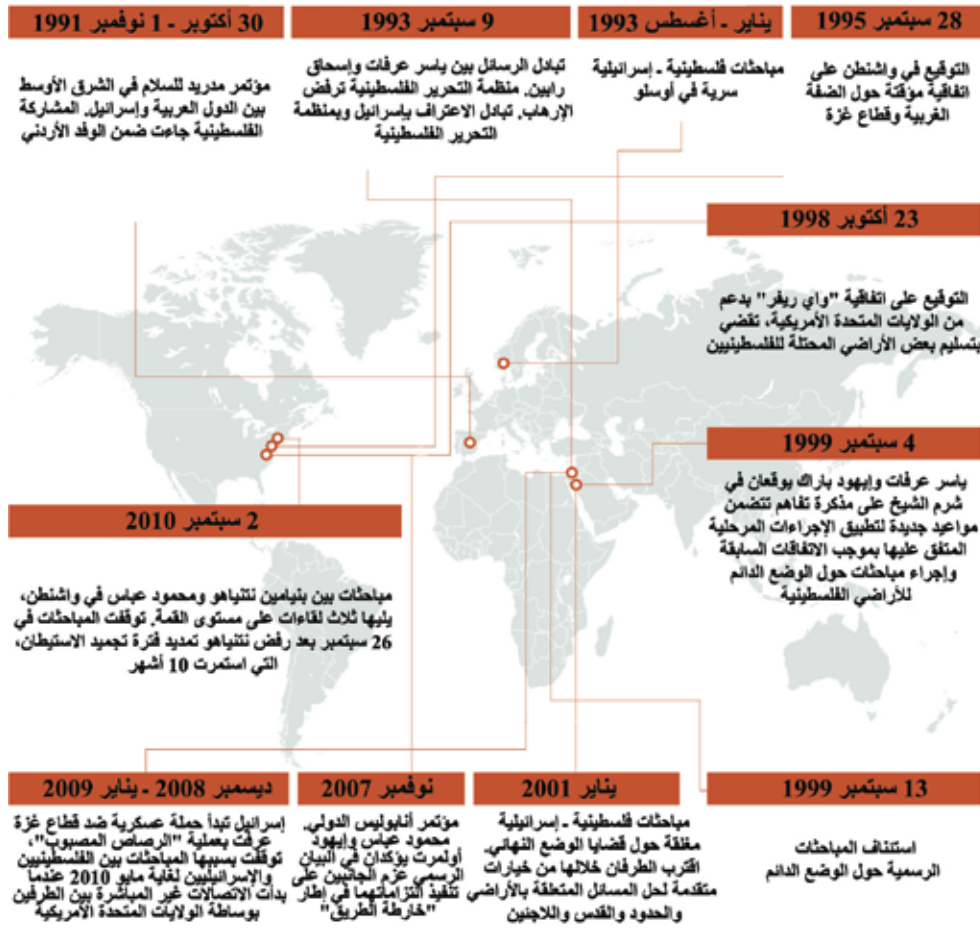 28 سبتمبر 1995
التوقيع في واشنطن على
اتفاقية مؤقتة حول الضفة
الغربية وقطاع غزة
يناير - أغسطس 1993
مباحثات فلسطينية - إسرائيلية
سرية في أوسلو
9 سبتمبر 1993
تبادل الرسائل بين ياسر عرفات وإسحاق
رابين. منظمة التحرير الفلسطينية ترفض
الإرهاب. تبادل الاعتراف بإسرائيل وبمنظمة
التحرير الفلسطينية
30 أكتوبر - 1 نوفمبر 1991
مؤتمر مدريد للسلام في الشرق الأوسط
بين الدول العربية وإسرائيل. المشاركة
الفلسطينية جاءت ضمن الوفد الأردني
23 أكتوبر 1998
التوقيع على اتفاقية "واي ريفر" بدعم
من الولايات المتحدة الأمريكية، تقضي
بتسليم بعض الأراضي المحتلة للفلسطينيين
4 سبتمبر 1999
ياسر عرفات وإيهود باراك يوقعان في
شرم الشيخ على مذكرة تفاهم تتضمن
مواعيد جديدة لتطبيق الإجراءات المرحلية
المتفق عليها بموجب الاتفاقات السابقة
وإجراء مباحثات حول الوضع الدائم
للأراضي الفلسطينية
2 سبتمبر 2010
مباحثات بين بنيامين نتنياهو ومحمود عباس في واشنطن،
يليها ثلاث لقاءات على مستوى القمة. توقفت المباحثات في
26 سبتمبر بعد رفض نتنياهو تمديد فترة تجميد الاستيطان،
التي استمرت 10 أشهر
13 سبتمبر 1999
استئناف المباحثات
الرسمية حول الوضع الدائم
يناير 2001
مباحثات فلسطينية - إسرائيلية
مغلقة حول قضايا الوضع النهائي.
اقترب الطرفان خلالها من خيارات
متقدمة لحل المسائل المتعلقة بالأراضي
والحدود والقدس واللاجئين
نوفمبر 2007
مؤتمر أنابوليس الدولي.
محمود عباس وإيهود
أولمرت يؤكدان في البيان
الرسمي عزم الجانبين على
تنفيذ التزاماتهما في إطار
"خارطة الطريق"
ديسمبر 2008 - يناير 2009
إسرائيل تبدأ حملة عسكرية ضد قطاع غزة
عرفت بعملية "الرصاص المصبوب"،
توقفت بسببها المباحثات بين الفلسطينيين
والإسرائيليين لغاية مايو 2010 عندما
بدأت الاتصالات غير المباشرة بين الطرفين
بوساطة الولايات المتحدة الأمريكية